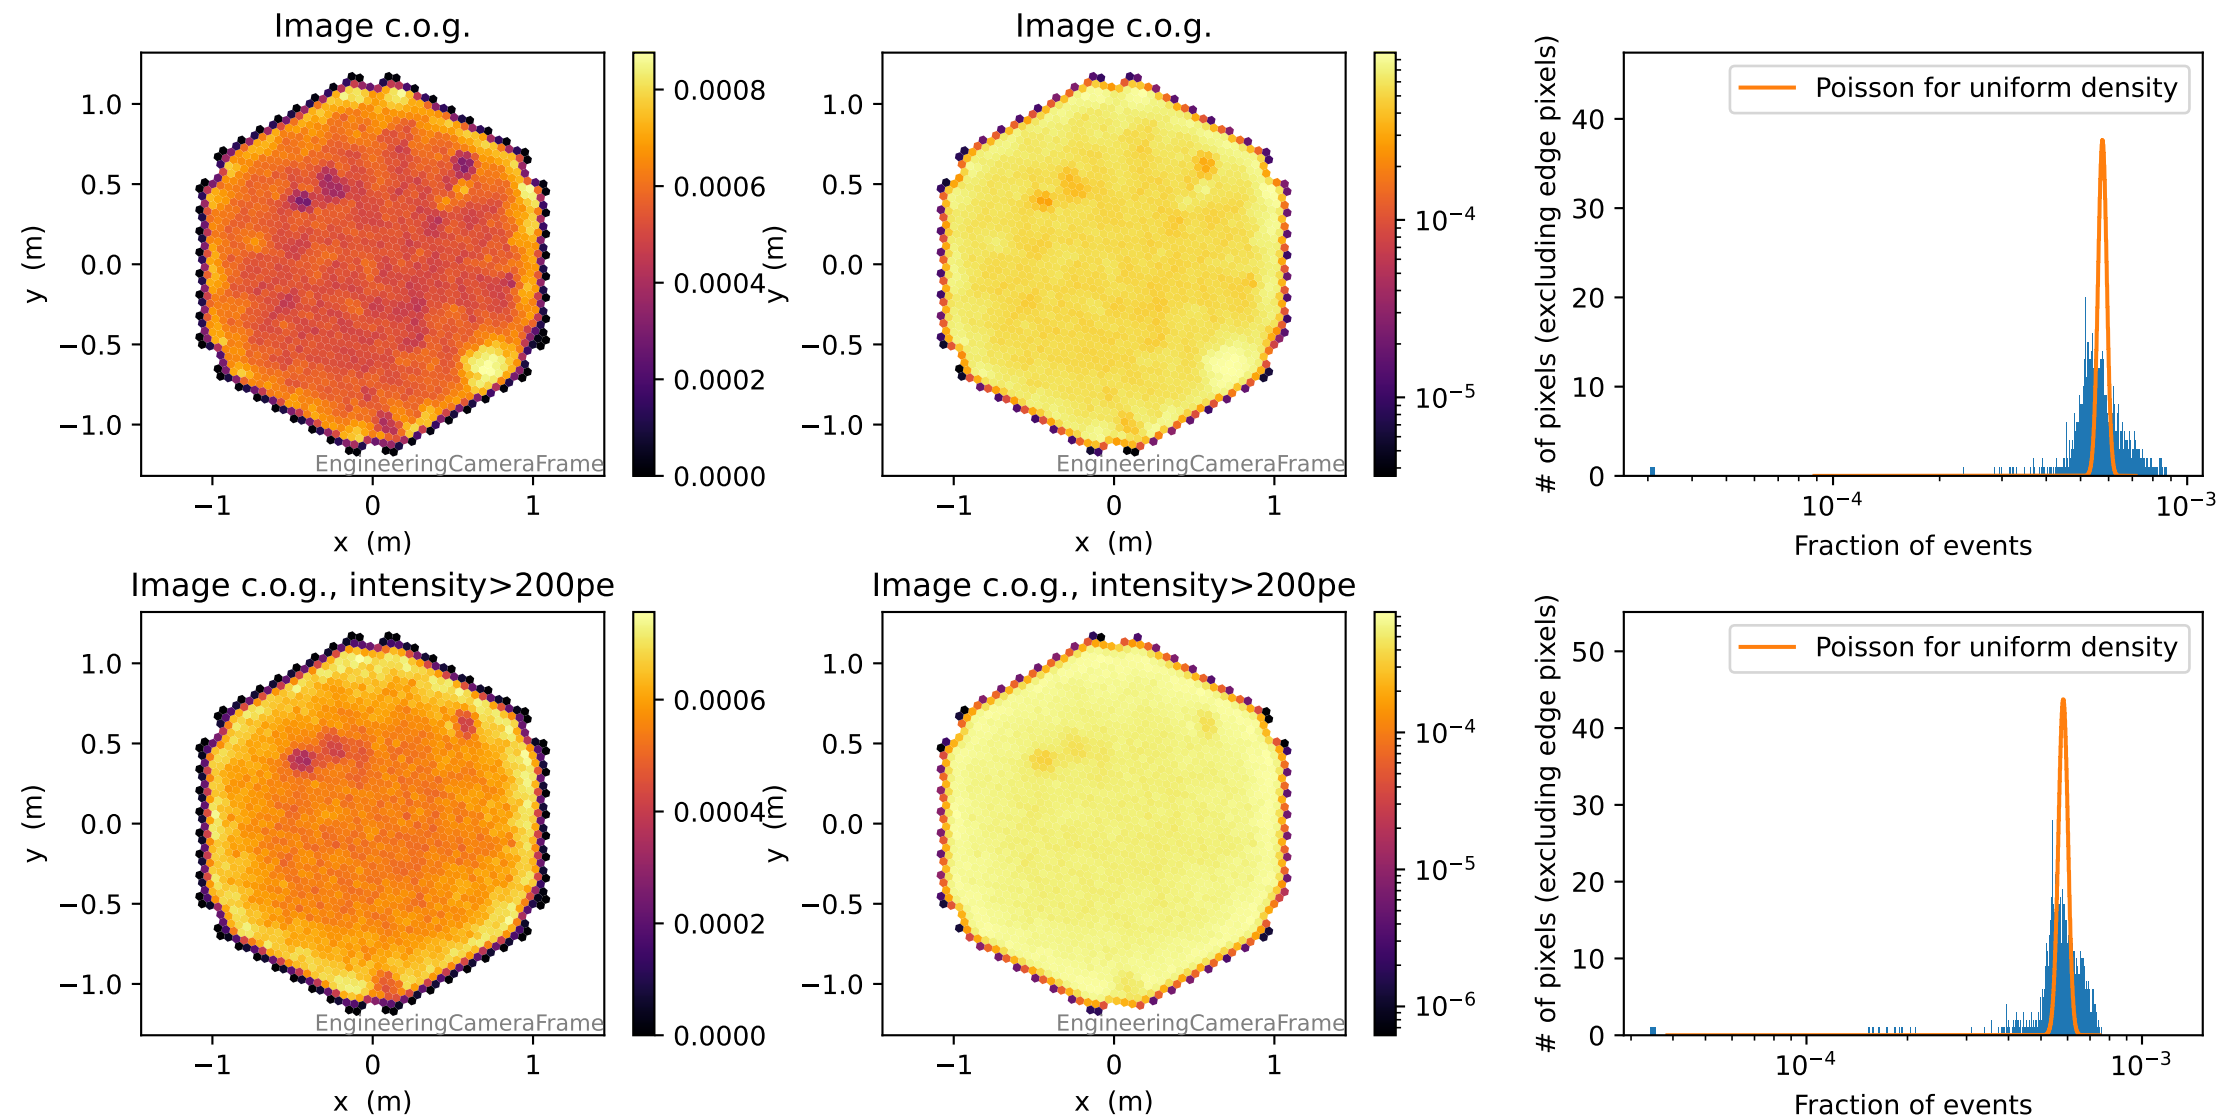 Image c.o.g.
1.0
0.5
0.0
−0.5
−1.0
y (m)
−1
0
1
x (m)
EngineeringCameraFrame
0.0008
0.0006
0.0004
0.0002
0.0000
Image c.o.g.
1.0
0.5
0.0
−0.5
−1.0
y (m)
−1
0
1
x (m)
EngineeringCameraFrame
10⁻⁴
10⁻⁵
Poisson for uniform density
# of pixels (excluding edge pixels)
40
30
20
10
0
10⁻⁴
10⁻³
Fraction of events
Image c.o.g., intensity>200pe
1.0
0.5
0.0
−0.5
−1.0
y (m)
−1
0
1
x (m)
EngineeringCameraFrame
0.0006
0.0004
0.0002
0.0000
Image c.o.g., intensity>200pe
1.0
0.5
0.0
−0.5
−1.0
y (m)
−1
0
1
x (m)
EngineeringCameraFrame
10⁻⁴
10⁻⁵
10⁻⁶
Poisson for uniform density
# of pixels (excluding edge pixels)
50
40
30
20
10
0
10⁻⁴
10⁻³
Fraction of events